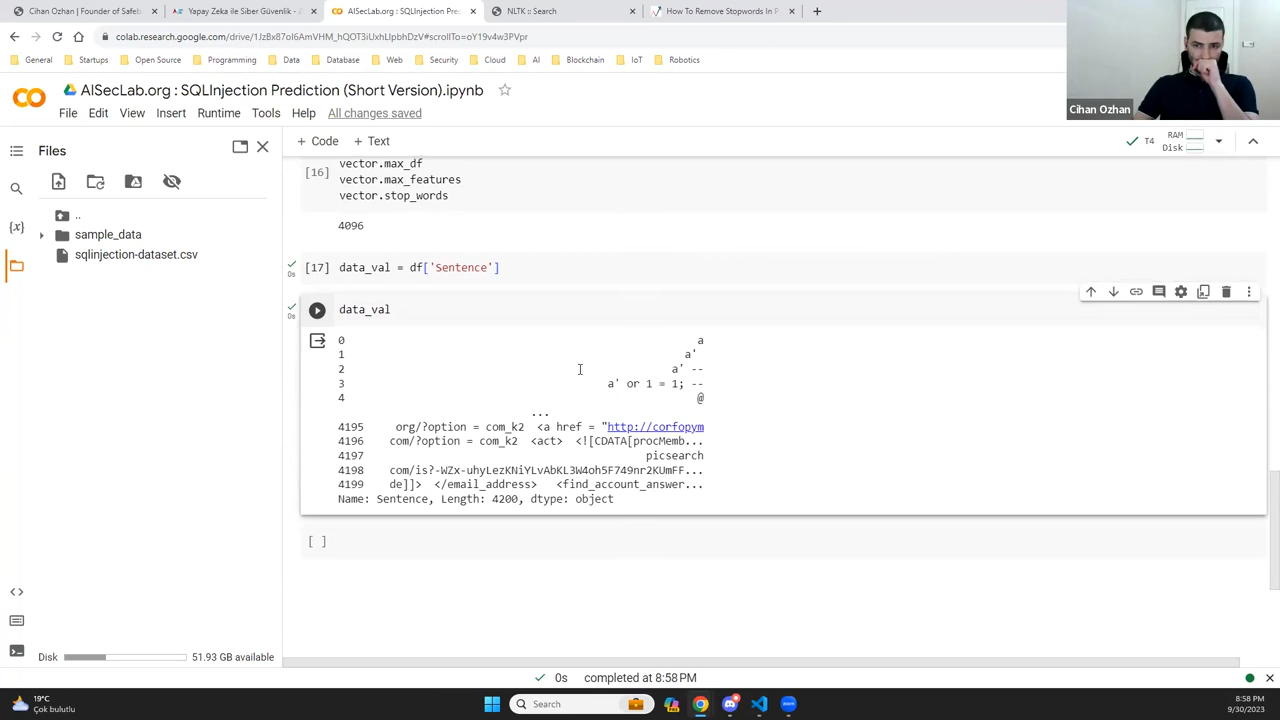 Cihan Ozhan | Founder of Safeb
Yapay Zeka ile Siber Güvenlik - A
AISecLab.org : SQLInjection Pre
NLTK :: Search
How To Remove Stopwords In P
colab.research.google.com/drive/1JzBx87oI6AmVHM_hQOT3iUxhLIpbhDzV#scrollTo=oY19v4w3PVpr
General Startups Open Source Programming Data Database Web Security Cloud AI Blockchain IoT Robotics
Cihan Ozhan
AISecLab.org : SQLInjection Prediction (Short Version).ipynb
File Edit View Insert Runtime Tools Help All changes saved
Files
+ Code + Text
T4 RAM
Disk
..
sample_data
sqlinjection-dataset.csv
{x}
vector.max_df
[16]
vector.max_features
vector.stop_words
4096
[17] data_val = df['Sentence']
0s
data_val
0s
0 a
1 a'
2 a' --
3 a' or 1 = 1; --
4 @
...
4195 org/?option = com_k2 <a href = "http://corfopym
4196 com/?option = com_k2 <act> <![CDATA[procMemb...
4197 picsearch
4198 com/is?-WZx-uhyLezKNiYLvAbKL3W4oh5F749nr2KUmFF...
4199 de]]> </email_address> <find_account_answer...
Name: Sentence, Length: 4200, dtype: object
[ ]
Disk 51.93 GB available
0s completed at 8:58 PM
19°C
Çok bulutlu
Search
8:58 PM
9/30/2023